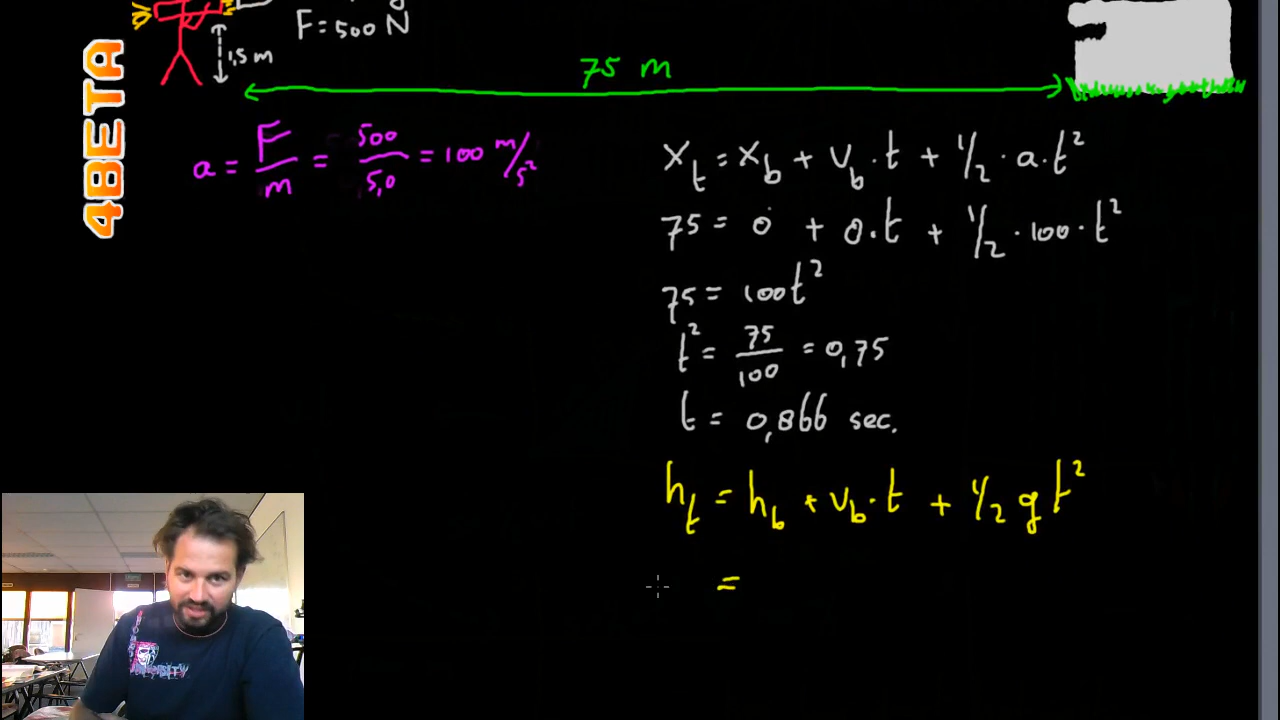 F = 500 N
1,5 m
75 m
4BETA
a = F/m = 500/5,0 = 100 m/s²
x_t = x_b + v_b · t + 1/2 · a · t²
75 = 0 + 0 · t + 1/2 · 100 · t²
75 = 100t²
t² = 75/100 = 0,75
t = 0,866 sec.
h_t = h_b + v_b · t + 1/2 g t²
=